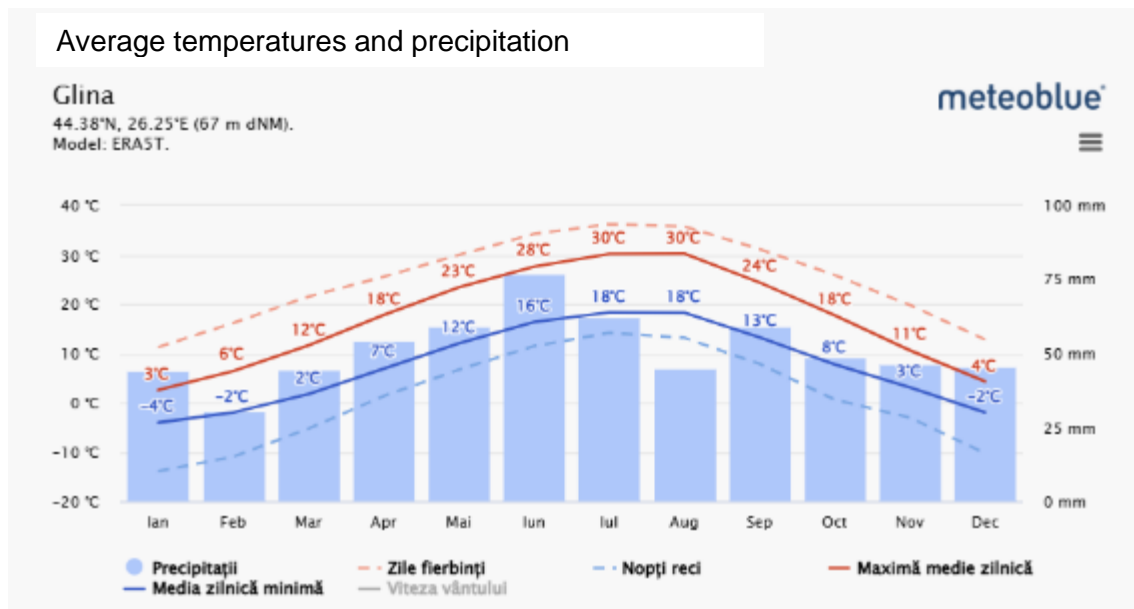 Average temperatures and precipitation
Glina
meteoblue
44.38°N, 26.25°E (67 m dNM).
Model: ERA5T.
40 °C
100 mm
30 °C
75 mm
20 °C
50 mm
10 °C
0 °C
25 mm
-10 °C
-20 °C
0 mm
3°C
6°C
12°C
18°C
23°C
28°C
30°C
30°C
24°C
18°C
11°C
4°C
-4°C
-2°C
2°C
7°C
12°C
16°C
18°C
18°C
13°C
8°C
3°C
-2°C
Ian Feb Mar Apr Mai Iun Iul Aug Sep Oct Nov Dec
Precipitații Zile fierbinți Nopți reci Maximă medie zilnică
Media zilnică minimă Viteza vântului